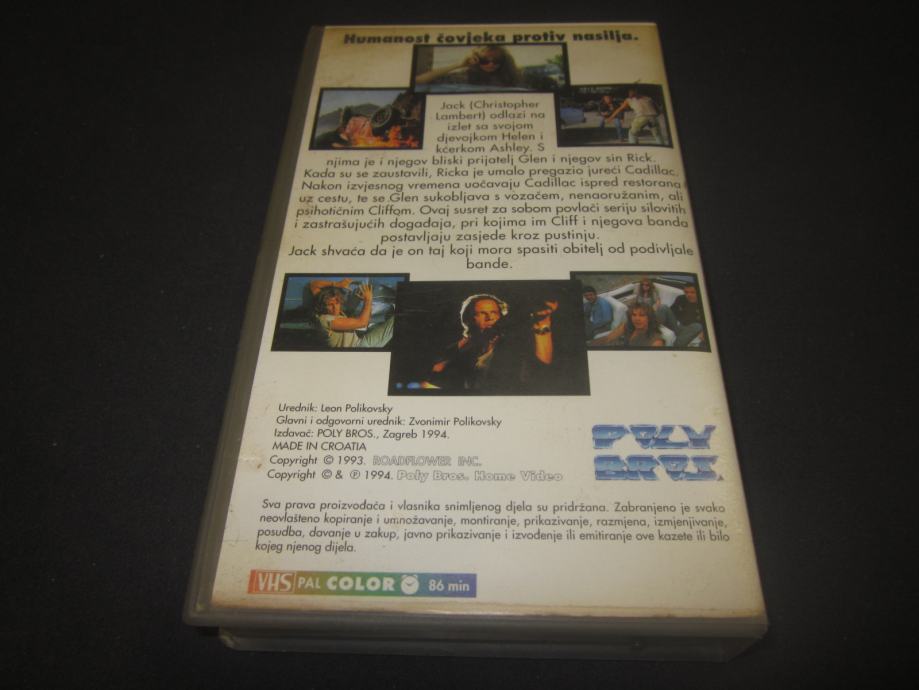 Humanost čovjeka protiv nasilja.
Jack (Christopher
Lambert) odlazi na
izlet sa svojom
djevojkom Helen i
kćerkom Ashley. S
njima je i njegov bliski prijatelj Glen i njegov sin Rick.
Kada su se zaustavili, Ricka je umalo pregazio jureći Cadillac.
Nakon izvjesnog vremena uočavaju Cadillac ispred restorana
uz cestu, te se Glen sukobljava s vozačem, nenaoružanim, ali
psihotičnim Cliffom. Ovaj susret za sobom povlači seriju silovitih
i zastrašujućih događaja, pri kojima im Cliff i njegova banda
postavljaju zasjede kroz pustinju.
Jack shvaća da je on taj koji mora spasiti obitelj od podivljale
bande.
Urednik: Leon Polikovsky
Glavni i odgovorni urednik: Zvonimir Polikovsky
Izdavač: POLY BROS., Zagreb 1994.
MADE IN CROATIA
Copyright © 1993. ROADFLOWER INC.
Copyright © & ℗ 1994. Poly Bros. Home Video
POLY
BROS.
Sva prava proizvođača i vlasnika snimljenog djela su pridržana. Zabranjeno je svako
neovlašteno kopiranje i umnožavanje, montiranje, prikazivanje, razmjena, izmjenjivanje,
posudba, davanje u zakup, javno prikazivanje i izvođenje ili emitiranje ove kazete ili bilo
kojeg njenog dijela.
VHS PAL COLOR 86 min